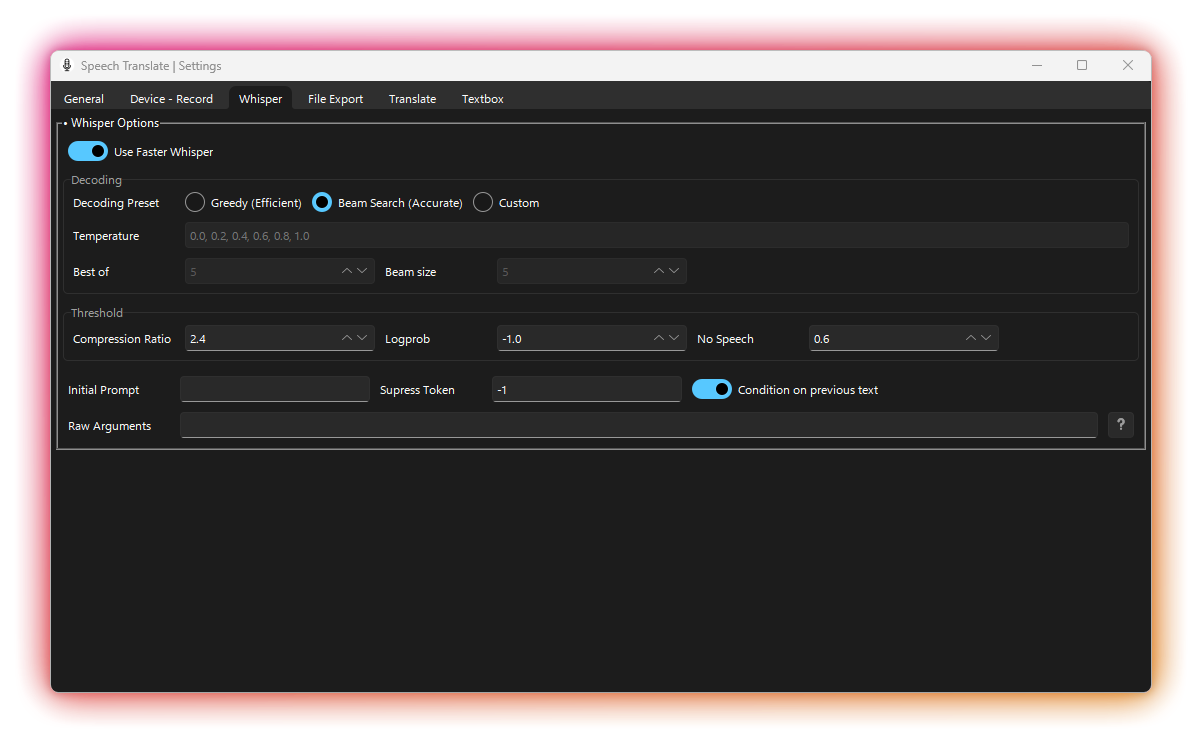 Speech Translate | Settings
General Device - Record Whisper File Export Translate Textbox
• Whisper Options
Use Faster Whisper
Decoding
Decoding Preset Greedy (Efficient) Beam Search (Accurate) Custom
Temperature 0.0, 0.2, 0.4, 0.6, 0.8, 1.0
Best of 5 Beam size 5
Threshold
Compression Ratio 2.4 Logprob -1.0 No Speech 0.6
Initial Prompt Supress Token -1 Condition on previous text
Raw Arguments ?